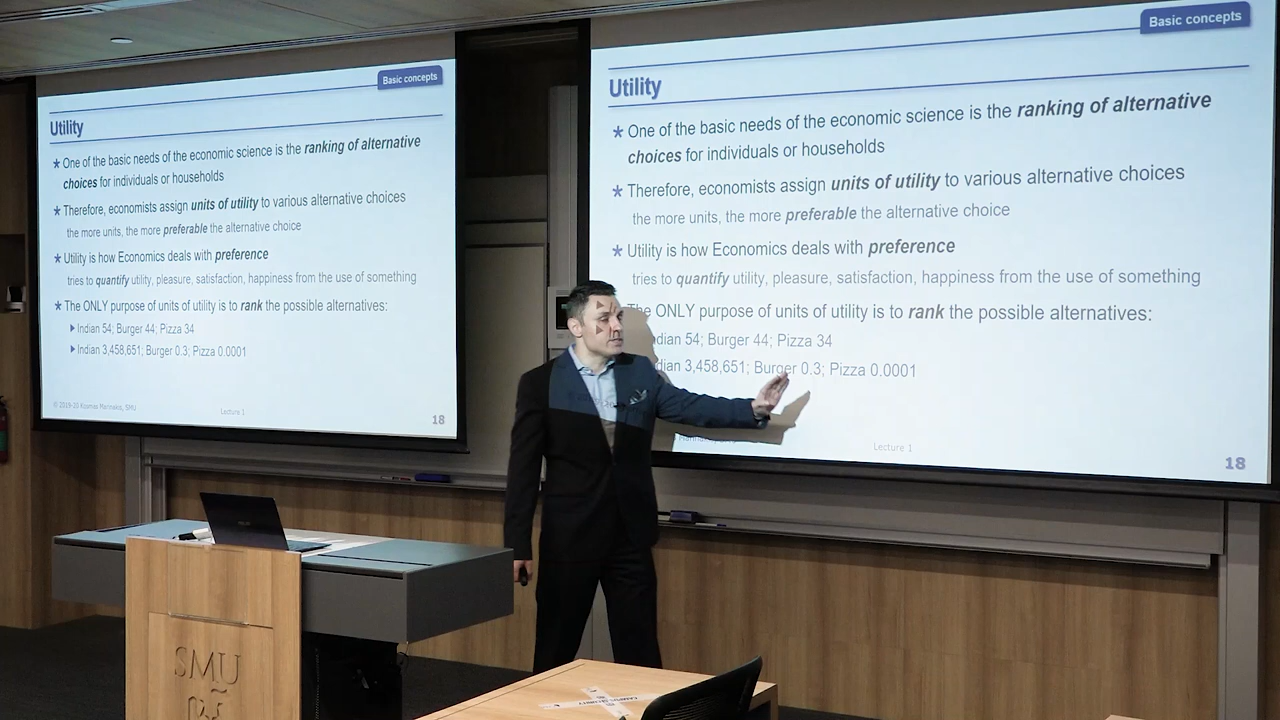 Basic concepts
Utility
* One of the basic needs of the economic science is the ranking of alternative
choices for individuals or households
* Therefore, economists assign units of utility to various alternative choices
the more units, the more preferable the alternative choice
* Utility is how Economics deals with preference
tries to quantify utility, pleasure, satisfaction, happiness from the use of something
* The ONLY purpose of units of utility is to rank the possible alternatives:
Indian 54; Burger 44; Pizza 34
Indian 3,458,651; Burger 0.3; Pizza 0.0001
© 2019-20 Kosmas Marinakis, SMU
Lecture 1
18
Basic concepts
Utility
* One of the basic needs of the economic science is the ranking of alternative
choices for individuals or households
* Therefore, economists assign units of utility to various alternative choices
the more units, the more preferable the alternative choice
* Utility is how Economics deals with preference
tries to quantify utility, pleasure, satisfaction, happiness from the use of something
he ONLY purpose of units of utility is to rank the possible alternatives:
dian 54; Burger 44; Pizza 34
dian 3,458,651; Burger 0.3; Pizza 0.0001
Lecture 1
18
SMU